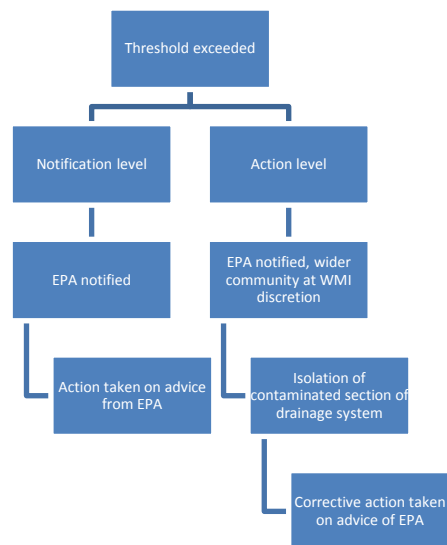 Threshold exceeded
Notification level
Action level
EPA notified
EPA notified, wider
community at WMI
discretion
Action taken on advice
from EPA
Isolation of
contaminated section of
drainage system
Corrective action taken
on advice of EPA